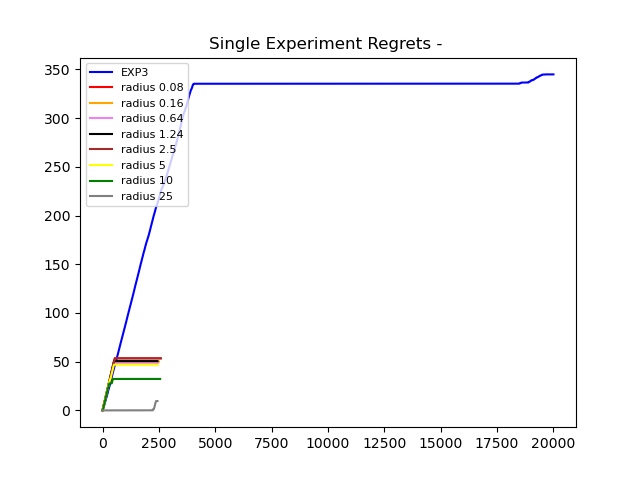 Single Experiment Regrets -
350
300
250
200
150
100
50
0
EXP3
radius 0.08
radius 0.16
radius 0.64
radius 1.24
radius 2.5
radius 5
radius 10
radius 25
0 2500 5000 7500 10000 12500 15000 17500 20000